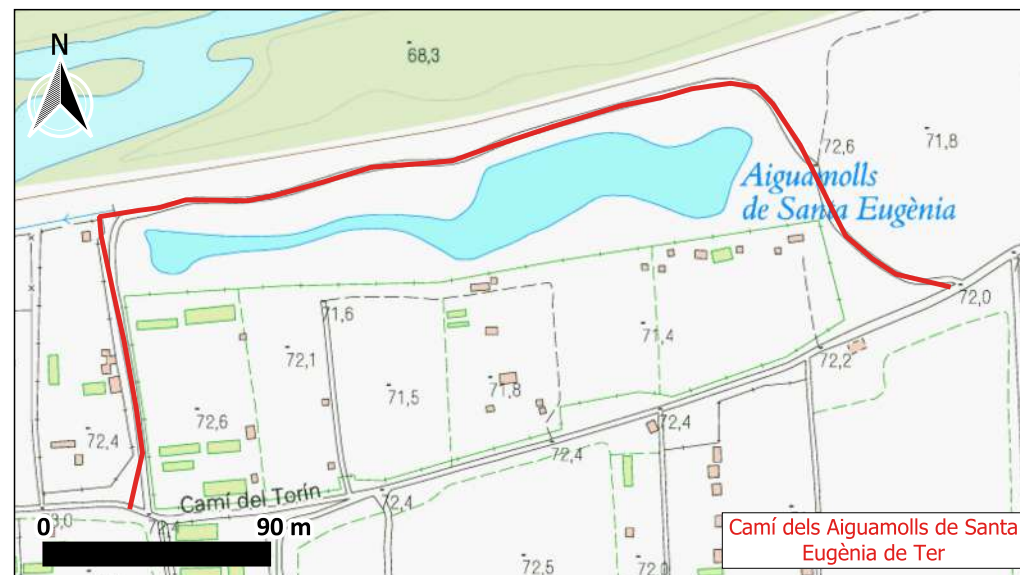 N
68,3
72,6
71,8
Aiguamolls
de Santa Eugènia
72,0
71,6
71,4
72,1
72,2
71,5
71,8
72,6
72,4
72,4
72,4
Camí del Torín
72,4
72,4
0
90 m
72,5
72,0
Camí dels Aiguamolls de Santa
Eugènia de Ter